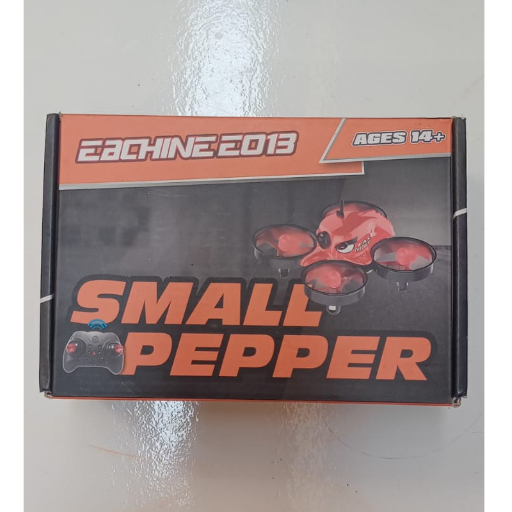 EACHINE E013
AGES 14+
SMALL
PEPPER